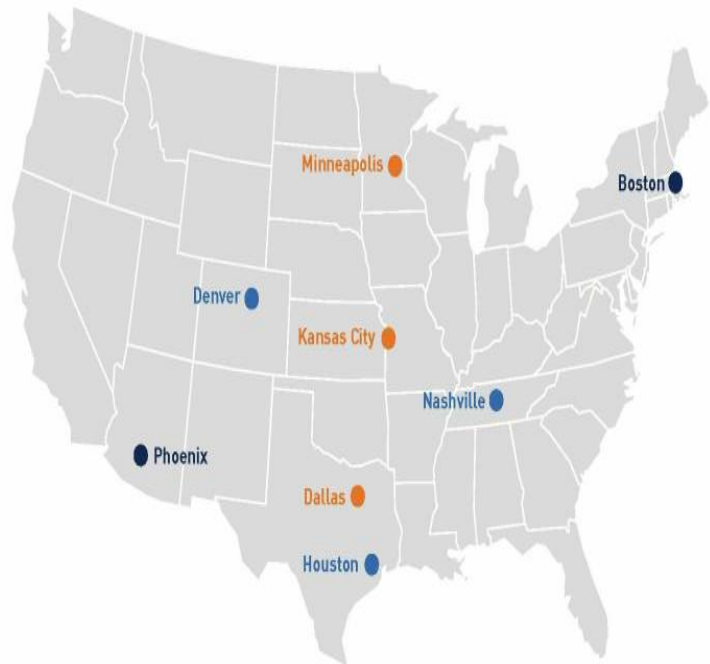 Minneapolis
Boston
Denver
Kansas City
Nashville
Phoenix
Dallas
Houston